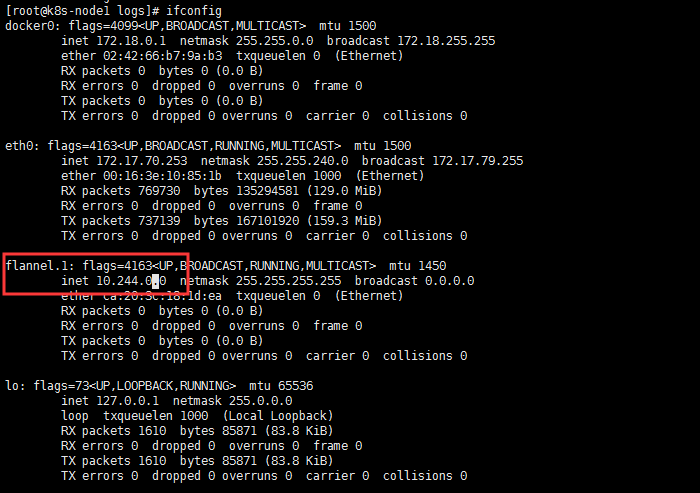 [root@k8s-node1 logs]# ifconfig
docker0: flags=4099<UP,BROADCAST,MULTICAST>  mtu 1500
        inet 172.18.0.1  netmask 255.255.0.0  broadcast 172.18.255.255
        ether 02:42:66:b7:9a:b3  txqueuelen 0  (Ethernet)
        RX packets 0  bytes 0 (0.0 B)
        RX errors 0  dropped 0  overruns 0  frame 0
        TX packets 0  bytes 0 (0.0 B)
        TX errors 0  dropped 0 overruns 0  carrier 0  collisions 0

eth0: flags=4163<UP,BROADCAST,RUNNING,MULTICAST>  mtu 1500
        inet 172.17.70.253  netmask 255.255.240.0  broadcast 172.17.79.255
        ether 00:16:3e:10:85:1b  txqueuelen 1000  (Ethernet)
        RX packets 769730  bytes 135294581 (129.0 MiB)
        RX errors 0  dropped 0  overruns 0  frame 0
        TX packets 737139  bytes 167101920 (159.3 MiB)
        TX errors 0  dropped 0 overruns 0  carrier 0  collisions 0

flannel.1: flags=4163<UP,BROADCAST,RUNNING,MULTICAST>  mtu 1450
        inet 10.244.0.0  netmask 255.255.255.255  broadcast 0.0.0.0
        ether ca:20:3c:18:1d:ea  txqueuelen 0  (Ethernet)
        RX packets 0  bytes 0 (0.0 B)
        RX errors 0  dropped 0  overruns 0  frame 0
        TX packets 0  bytes 0 (0.0 B)
        TX errors 0  dropped 0 overruns 0  carrier 0  collisions 0

lo: flags=73<UP,LOOPBACK,RUNNING>  mtu 65536
        inet 127.0.0.1  netmask 255.0.0.0
        loop  txqueuelen 1000  (Local Loopback)
        RX packets 1610  bytes 85871 (83.8 KiB)
        RX errors 0  dropped 0  overruns 0  frame 0
        TX packets 1610  bytes 85871 (83.8 KiB)
        TX errors 0  dropped 0 overruns 0  carrier 0  collisions 0